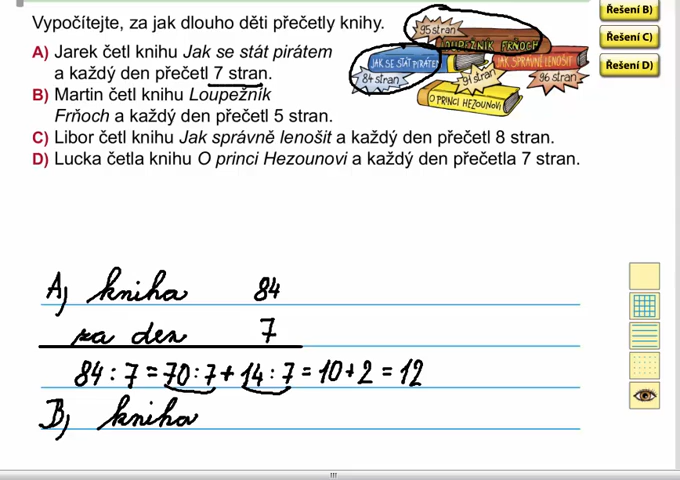 Vypočítejte, za jak dlouho děti přečetly knihy.
A) Jarek četl knihu Jak se stát pirátem
a každý den přečetl 7 stran.
B) Martin četl knihu Loupežník
Frňoch a každý den přečetl 5 stran.
C) Libor četl knihu Jak správně lenošit a každý den přečetl 8 stran.
D) Lucka četla knihu O princi Hezounovi a každý den přečetla 7 stran.
95 stran
LOUPEŽNÍK FRŇOCH
JAK SE STÁT PIRÁTEM
JAK SPRÁVNĚ LENOŠIT
84 stran
91 stran
96 stran
O PRINCI HEZOUNOVI
Řešení B)
Řešení C)
Řešení D)
A) kniha 84
za den 7
84 : 7 = 70 : 7 + 14 : 7 = 10 + 2 = 12
B) kniha